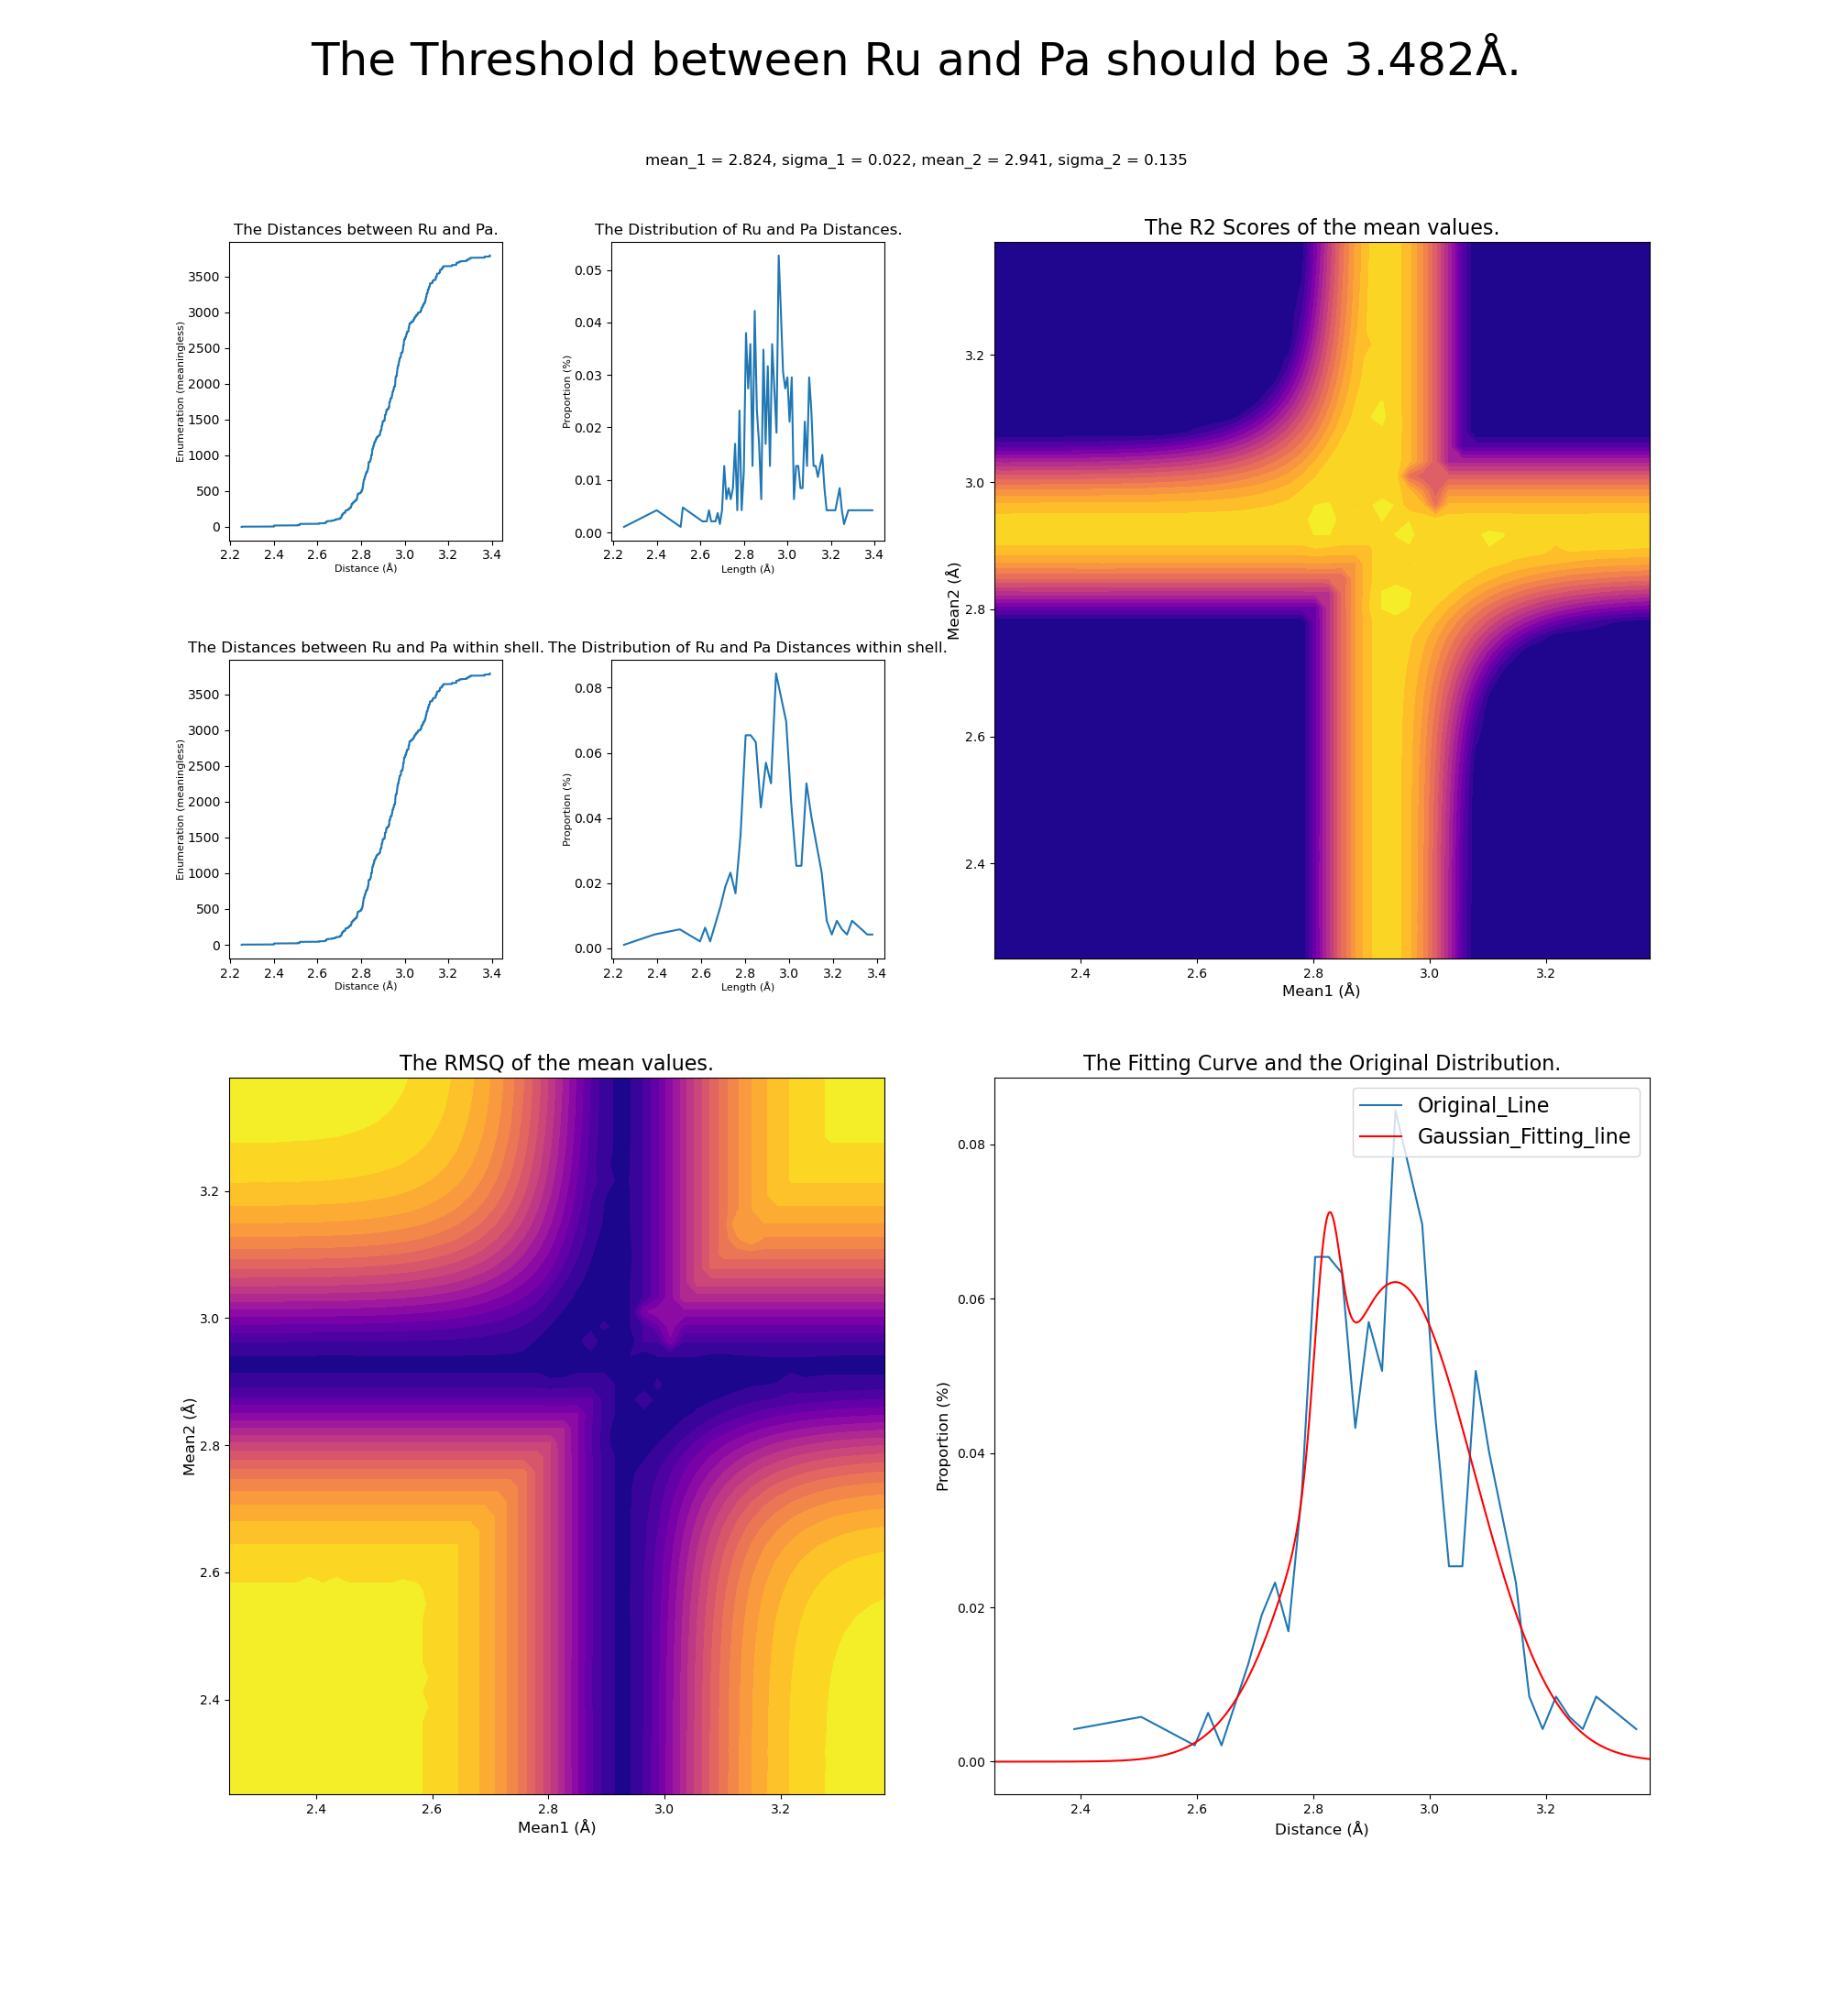 The Threshold between Ru and Pa should be 3.482Å.
mean_1 = 2.824, sigma_1 = 0.022, mean_2 = 2.941, sigma_2 = 0.135
The Distances between Ru and Pa.
Enumeration (meaningless)
3500
3000
2500
2000
1500
1000
500
0
2.2 2.4 2.6 2.8 3.0 3.2 3.4
Distance (Å)
The Distribution of Ru and Pa Distances.
Proportion (%)
0.05
0.04
0.03
0.02
0.01
0.00
2.2 2.4 2.6 2.8 3.0 3.2 3.4
Length (Å)
The R2 Scores of the mean values.
Mean2 (Å)
3.2
3.0
2.8
2.6
2.4
2.4 2.6 2.8 3.0 3.2
Mean1 (Å)
The Distances between Ru and Pa within shell.
Enumeration (meaningless)
3500
3000
2500
2000
1500
1000
500
0
2.2 2.4 2.6 2.8 3.0 3.2 3.4
Distance (Å)
The Distribution of Ru and Pa Distances within shell.
Proportion (%)
0.08
0.06
0.04
0.02
0.00
2.2 2.4 2.6 2.8 3.0 3.2 3.4
Length (Å)
The RMSQ of the mean values.
Mean2 (Å)
3.2
3.0
2.8
2.6
2.4
2.4 2.6 2.8 3.0 3.2
Mean1 (Å)
The Fitting Curve and the Original Distribution.
Original_Line
Gaussian_Fitting_line
Proportion (%)
0.08
0.06
0.04
0.02
0.00
2.4 2.6 2.8 3.0 3.2
Distance (Å)